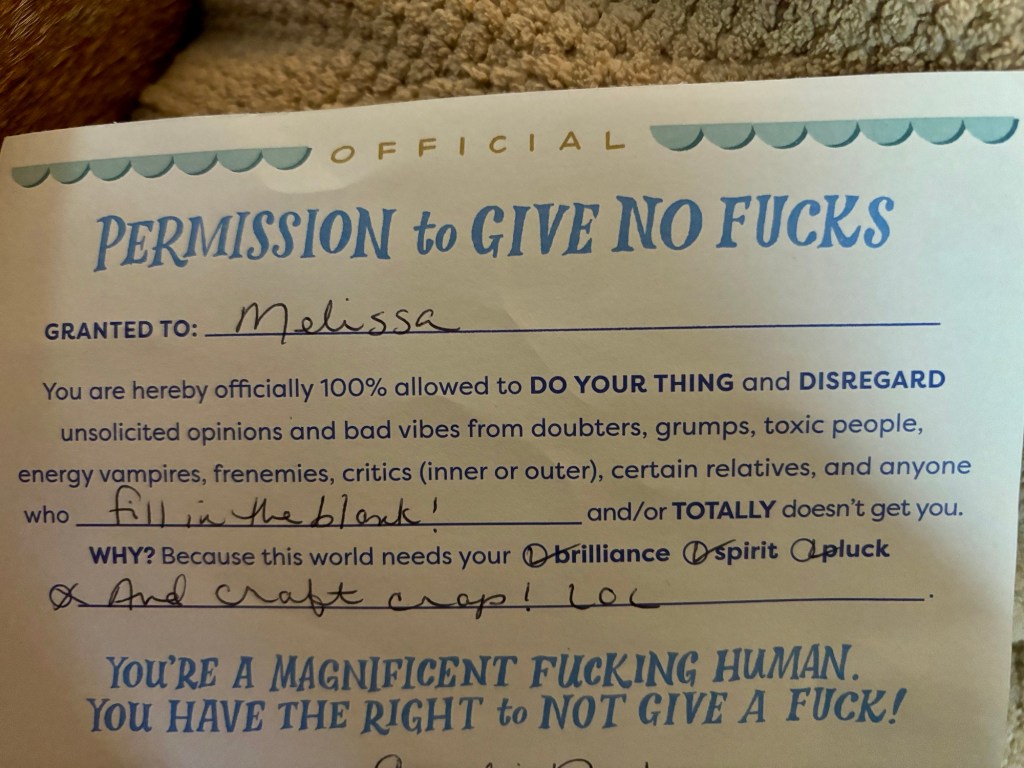 OFFICIAL
PERMISSION to GIVE NO FUCKS
GRANTED TO: Melissa
You are hereby officially 100% allowed to DO YOUR THING and DISREGARD
unsolicited opinions and bad vibes from doubters, grumps, toxic people,
energy vampires, frenemies, critics (inner or outer), certain relatives, and anyone
who fill in the blank! and/or TOTALLY doesn't get you.
WHY? Because this world needs your brilliance spirit pluck
And craft crap! LOL.
YOU'RE A MAGNIFICENT FUCKING HUMAN.
YOU HAVE THE RIGHT to NOT GIVE A FUCK!